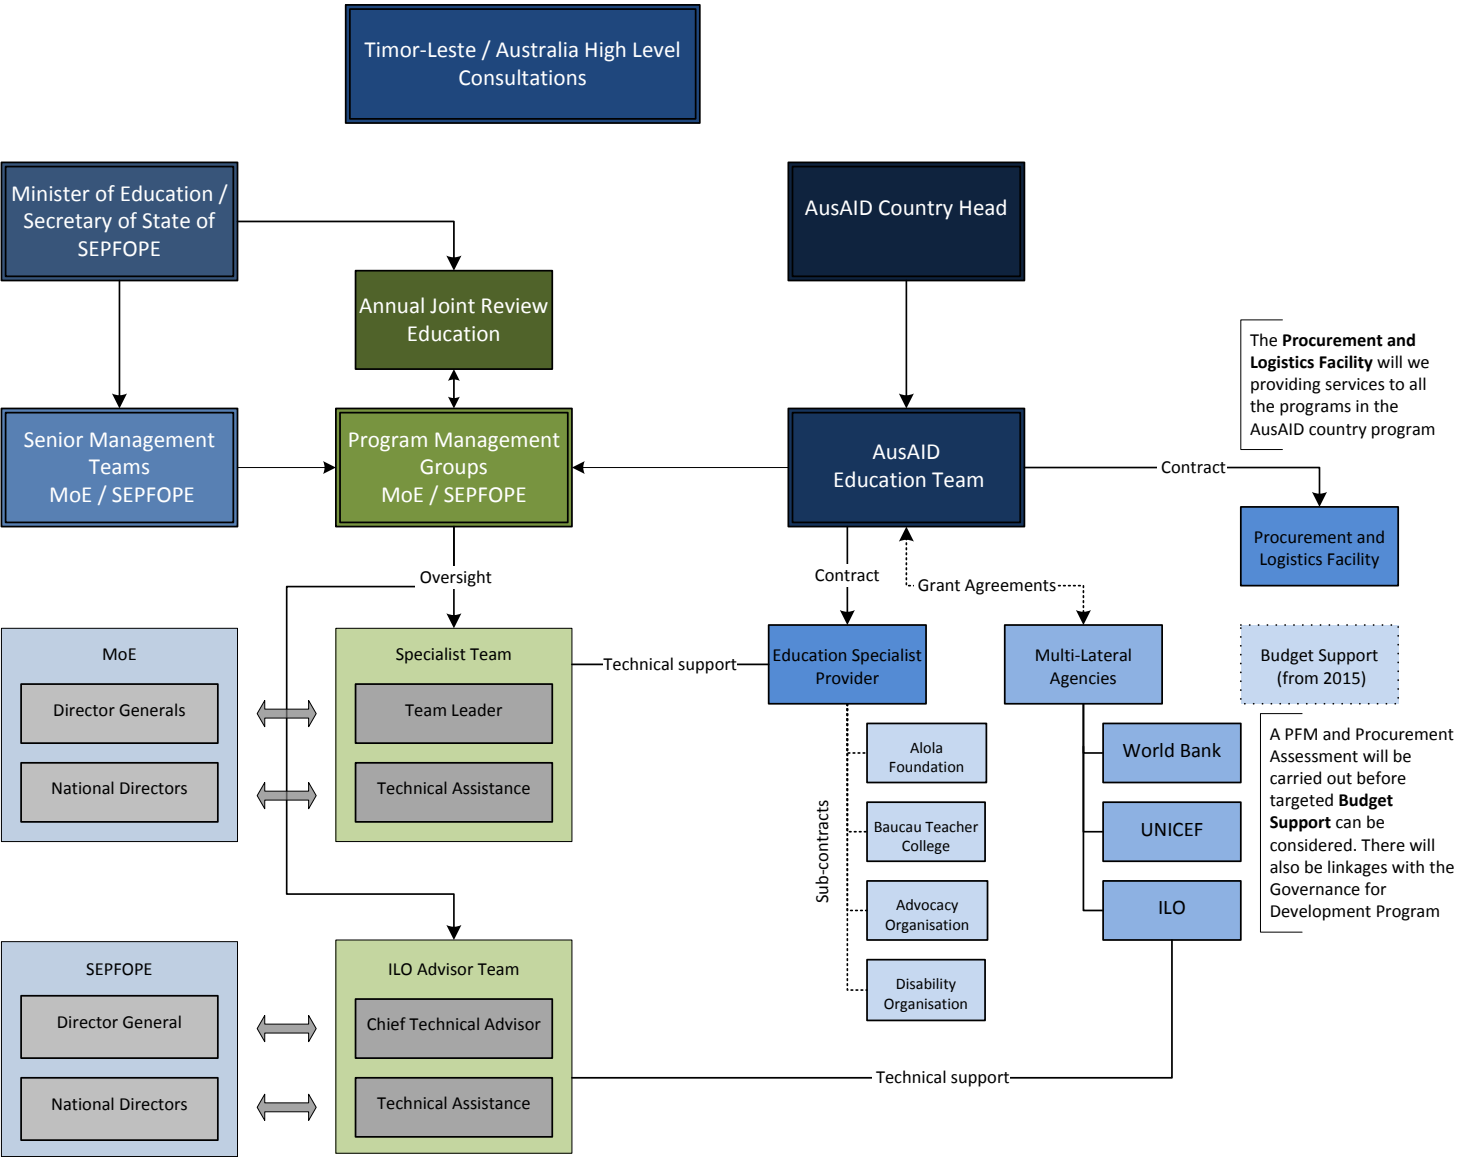 Timor-Leste / Australia High Level
Consultations
Minister of Education /
Secretary of State of
SEPFOPE
AusAID Country Head
Annual Joint Review
Education
The Procurement and
Logistics Facility will we
providing services to all
the programs in the
AusAID country program
Senior Management
Teams
MoE / SEPFOPE
Program Management
Groups
MoE / SEPFOPE
AusAID
Education Team
Contract
Procurement and
Logistics Facility
Oversight
Contract
Grant Agreements
MoE
Director Generals
National Directors
Specialist Team
Team Leader
Technical Assistance
Technical support
Education Specialist
Provider
Multi-Lateral
Agencies
Budget Support
(from 2015)
Sub-contracts
Alola
Foundation
Baucau Teacher
College
Advocacy
Organisation
Disability
Organisation
World Bank
UNICEF
ILO
A PFM and Procurement
Assessment will be
carried out before
targeted Budget
Support can be
considered. There will
also be linkages with the
Governance for
Development Program
SEPFOPE
Director General
National Directors
ILO Advisor Team
Chief Technical Advisor
Technical Assistance
Technical support